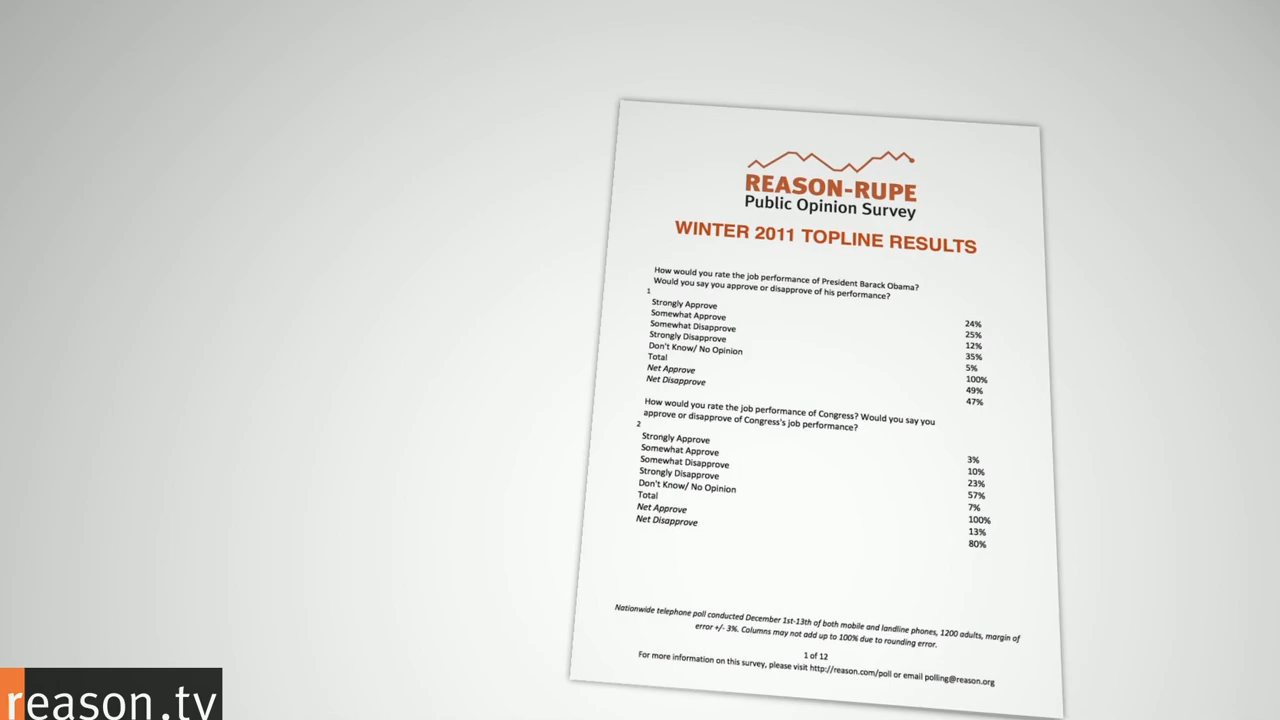 REASON-RUPE
Public Opinion Survey
WINTER 2011 TOPLINE RESULTS
How would you rate the job performance of President Barack Obama?
Would you say you approve or disapprove of his performance?
1
Strongly Approve 24%
Somewhat Approve 25%
Somewhat Disapprove 12%
Strongly Disapprove 35%
Don't Know/ No Opinion 5%
Total 100%
Net Approve 49%
Net Disapprove 47%
How would you rate the job performance of Congress? Would you say you
approve or disapprove of Congress's job performance?
2
Strongly Approve 3%
Somewhat Approve 10%
Somewhat Disapprove 23%
Strongly Disapprove 57%
Don't Know/ No Opinion 7%
Total 100%
Net Approve 13%
Net Disapprove 80%
Nationwide telephone poll conducted December 1st-13th of both mobile and landline phones, 1200 adults, margin of
error +/- 3%. Columns may not add up to 100% due to rounding error.
1 of 12
For more information on this survey, please visit http://reason.com/poll or email polling@reason.org
reason.tv